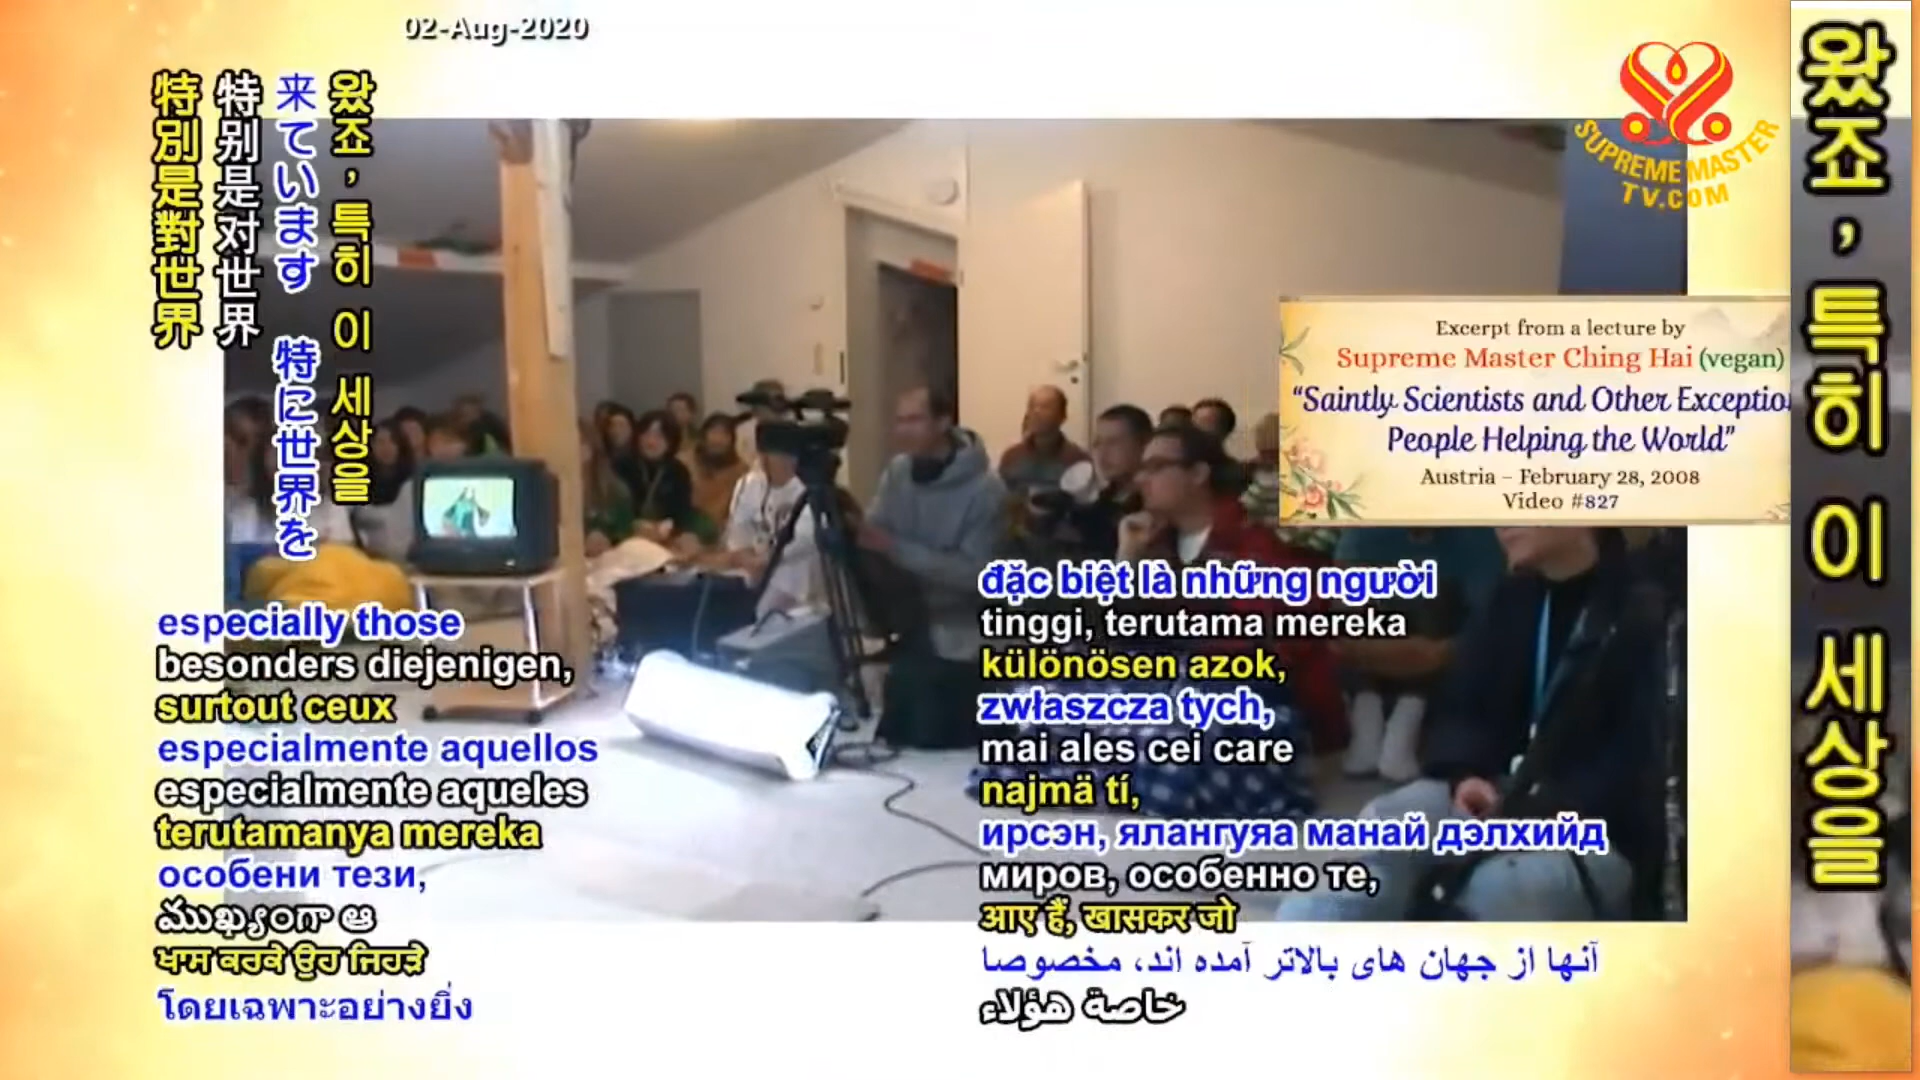 02-Aug-2020
特別是對世界
特别是对世界
来ています 特に世界を
왔죠, 특히 이 세상을
SUPREME MASTER
TV.COM
Excerpt from a lecture by
Supreme Master Ching Hai (vegan)
“Saintly Scientists and Other Exception
People Helping the World”
Austria – February 28, 2008
Video #827
especially those
besonders diejenigen,
surtout ceux
especialmente aquellos
especialmente aqueles
terutamanya mereka
особени тези,
ముఖ్యంగా ఆ
ਖਾਸ ਕਰਕੇ ਉਹ ਜਿਹੜੇ
โดยเฉพาะอย่างยิ่ง
đặc biệt là những người
tinggi, terutama mereka
különösen azok,
zwłaszcza tych,
mai ales cei care
najmä tí,
ирсэн, ялангуяа манай дэлхийд
миров, особенно те,
आए हैं, खासकर जो
آنها از جهان های بالاتر آمده اند، مخصوصا
خاصة هؤلاء
왔죠, 특히 이 세상을